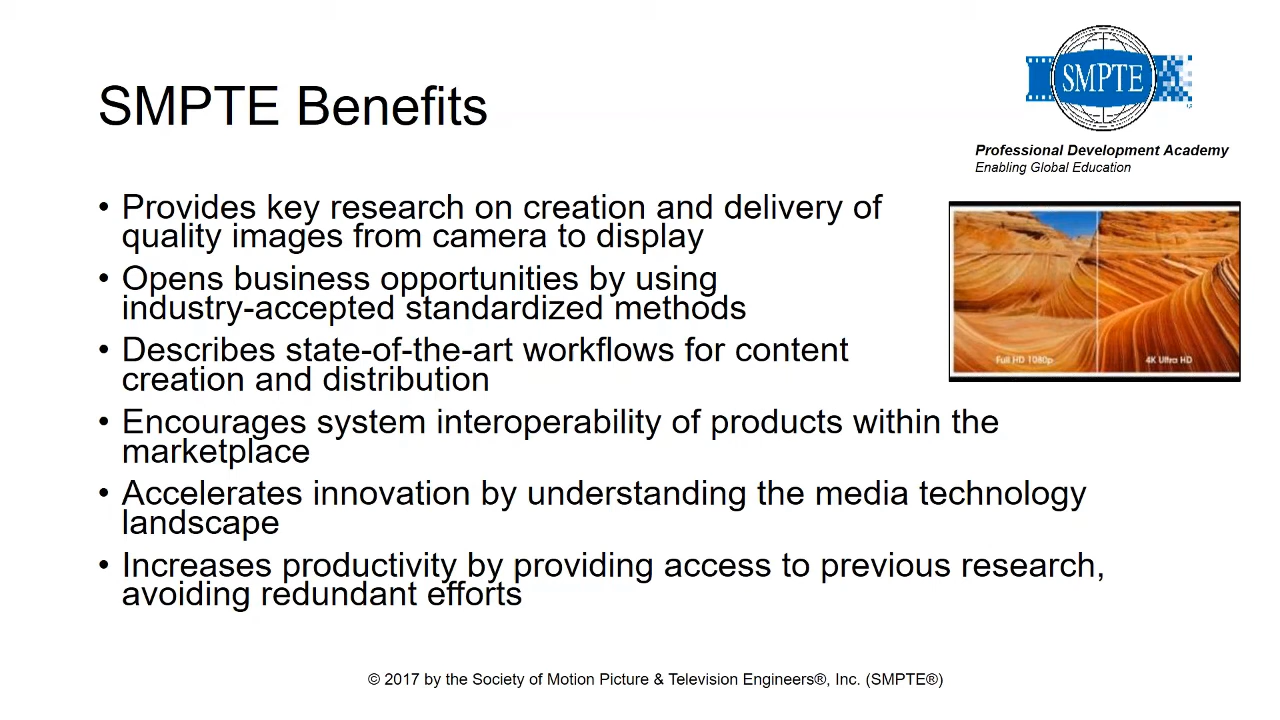 SMPTE Benefits
SMPTE
Professional Development Academy
Enabling Global Education
• Provides key research on creation and delivery of
quality images from camera to display
• Opens business opportunities by using
industry-accepted standardized methods
• Describes state-of-the-art workflows for content
creation and distribution
Full HD 1080p
4K Ultra HD
• Encourages system interoperability of products within the
marketplace
• Accelerates innovation by understanding the media technology
landscape
• Increases productivity by providing access to previous research,
avoiding redundant efforts
© 2017 by the Society of Motion Picture & Television Engineers®, Inc. (SMPTE®)